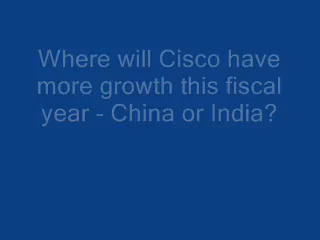 Where will Cisco have
more growth this fiscal
year - China or India?